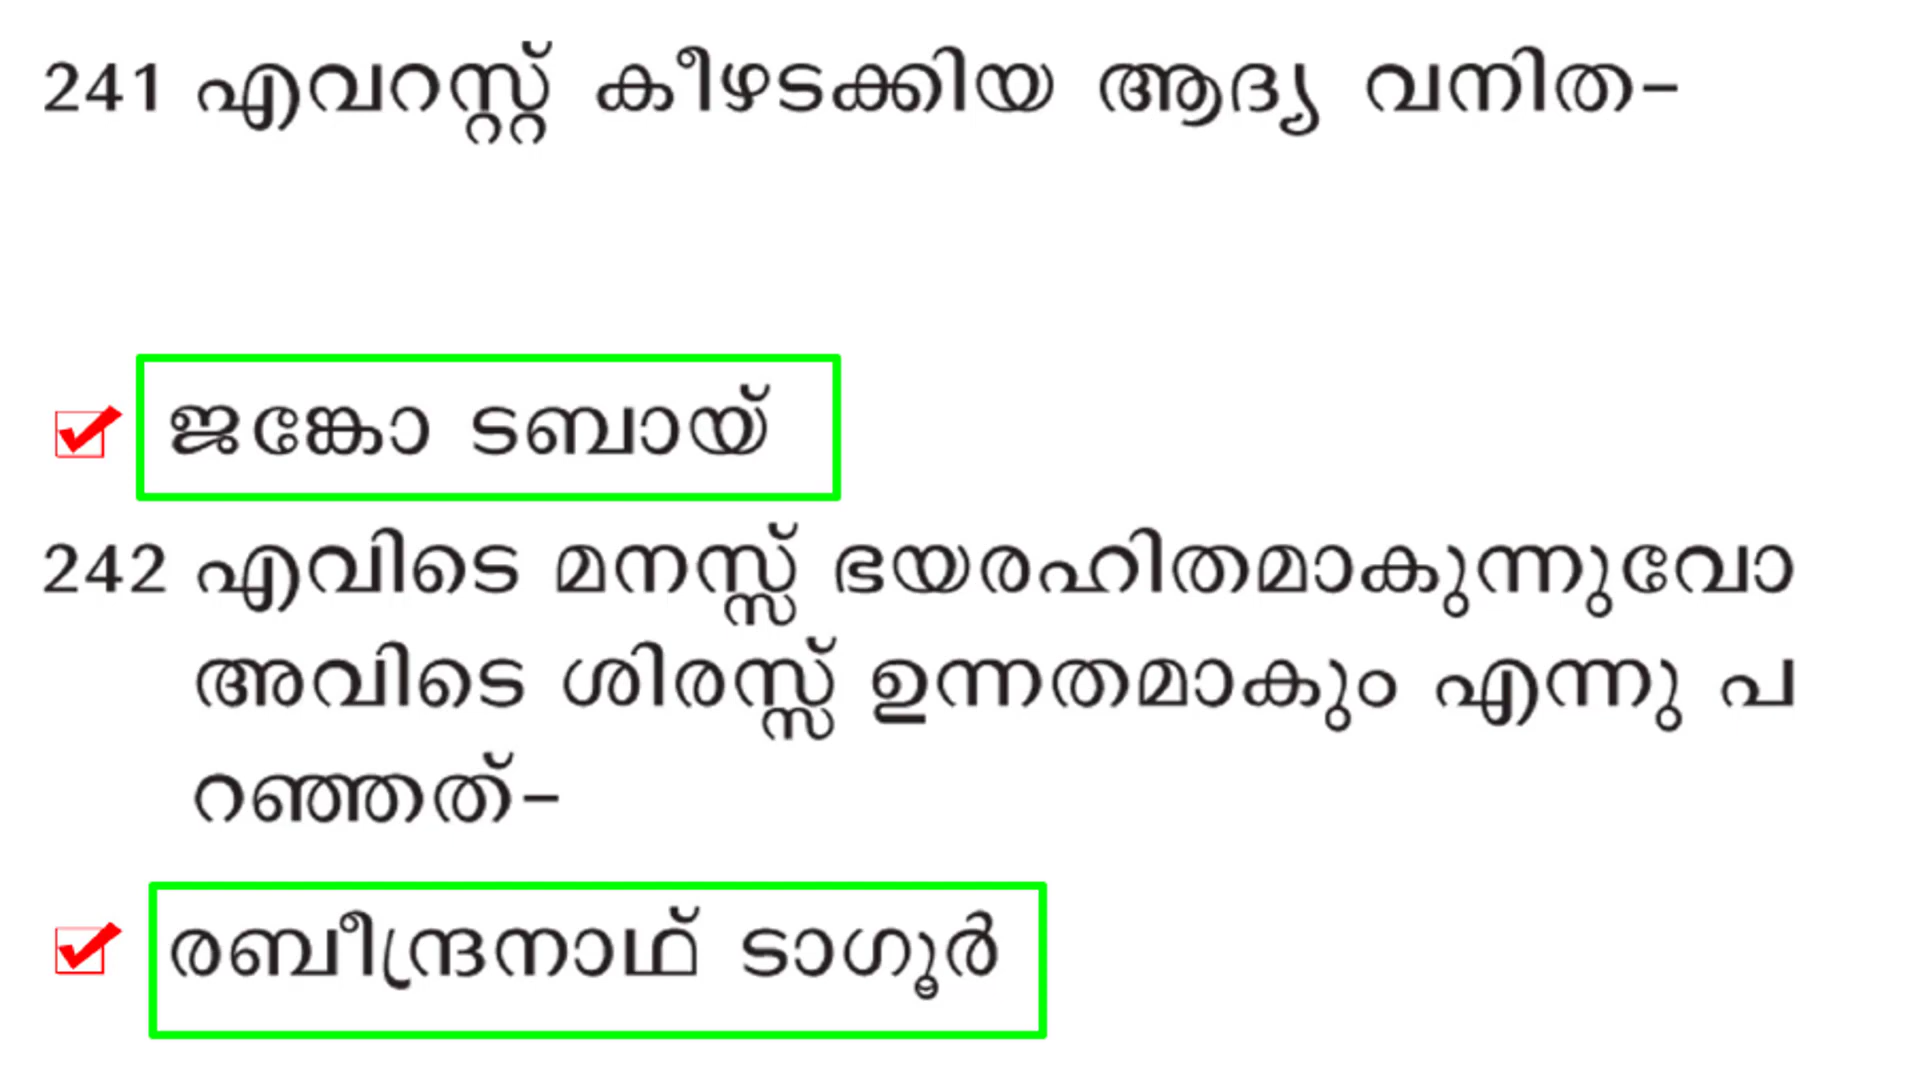 241 എവറസ്റ്റ് കീഴടക്കിയ ആദ്യ വനിത-
ജങ്കോ ടബായ്
242 എവിടെ മനസ്സ് ഭയരഹിതമാകുന്നുവോ
അവിടെ ശിരസ്സ് ഉന്നതമാകും എന്നു പ
റഞ്ഞത്-
രബീന്ദ്രനാഥ് ടാഗൂർ